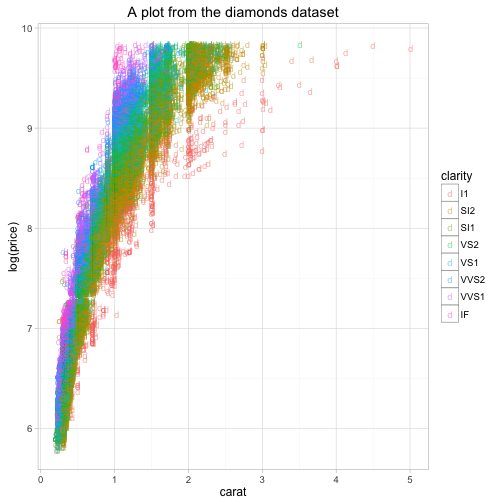 A plot from the diamonds dataset
10
9
8
7
6
log(price)
0
1
2
3
4
5
carat
clarity
d I1
d SI2
d SI1
d VS2
d VS1
d VVS2
d VVS1
d IF